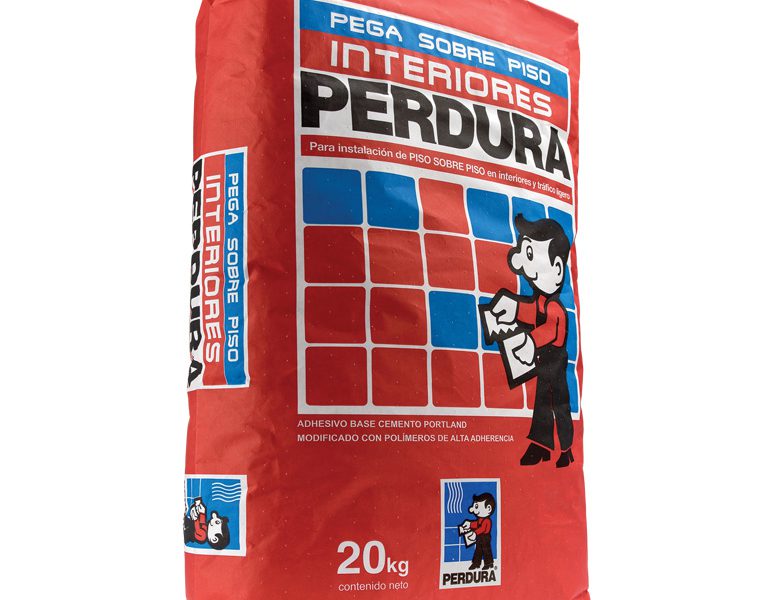 PEGA SOBRE PISO
INTERIORES
PERDURA
Para instalación de PISO SOBRE PISO en interiores y tráfico ligero
ADHESIVO BASE CEMENTO PORTLAND
MODIFICADO CON POLÍMEROS DE ALTA ADHERENCIA
20kg
contenido neto
PERDURA®
PEGA SOBRE PISO
INTERIORES
PERDURA